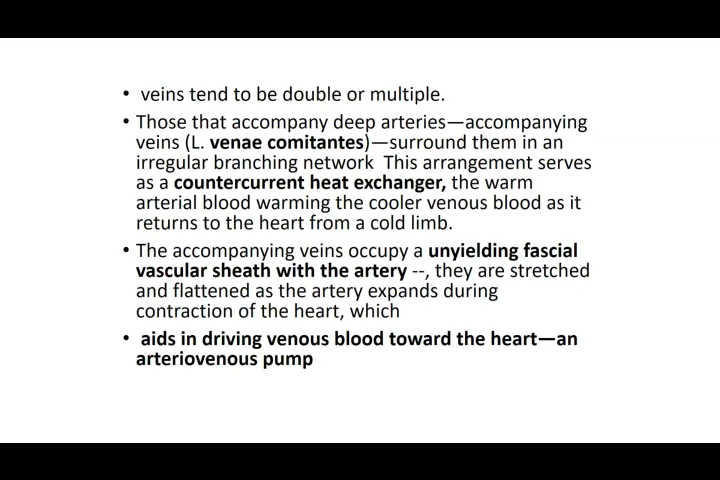 • veins tend to be double or multiple.
• Those that accompany deep arteries—accompanying
veins (L. venae comitantes)—surround them in an
irregular branching network This arrangement serves
as a countercurrent heat exchanger, the warm
arterial blood warming the cooler venous blood as it
returns to the heart from a cold limb.
• The accompanying veins occupy a unyielding fascial
vascular sheath with the artery --, they are stretched
and flattened as the artery expands during
contraction of the heart, which
• aids in driving venous blood toward the heart—an
arteriovenous pump